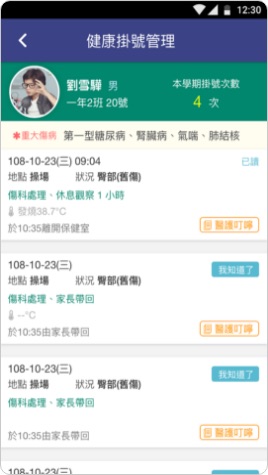 12:30
健康掛號管理
劉雪驊 男
本學期掛號次數
一年2班 20號
4 次
✱重大傷病 第一型糖尿病、腎臟病、氣喘、肺結核
108-10-23(三) 09:04 已讀
地點 操場 狀況 臀部(舊傷)
傷科處理、休息觀察 1 小時
發燒38.7°C
於10:35離開保健室 醫護叮嚀
108-10-23(三) 我知道了
地點 操場 狀況 臀部(舊傷)
傷科處理、家長帶回
--°C
於10:35由家長帶回 醫護叮嚀
108-10-23(三) 我知道了
地點 操場 狀況 臀部(舊傷)
傷科處理、家長帶回
於10:35由家長帶回 醫護叮嚀
108-10-23(三)